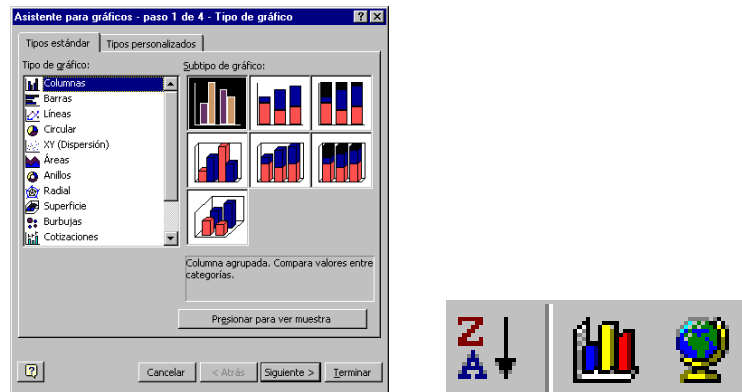 Asistente para gráficos - paso 1 de 4 - Tipo de gráfico
Tipos estándar
Tipos personalizados
Tipo de gráfico:
Subtipo de gráfico:
Columnas
Barras
Líneas
Circular
XY (Dispersión)
Áreas
Anillos
Radial
Superficie
Burbujas
Cotizaciones
Columna agrupada. Compara valores entre
categorías.
Presionar para ver muestra
Cancelar
< Atrás
Siguiente >
Terminar
Z
A